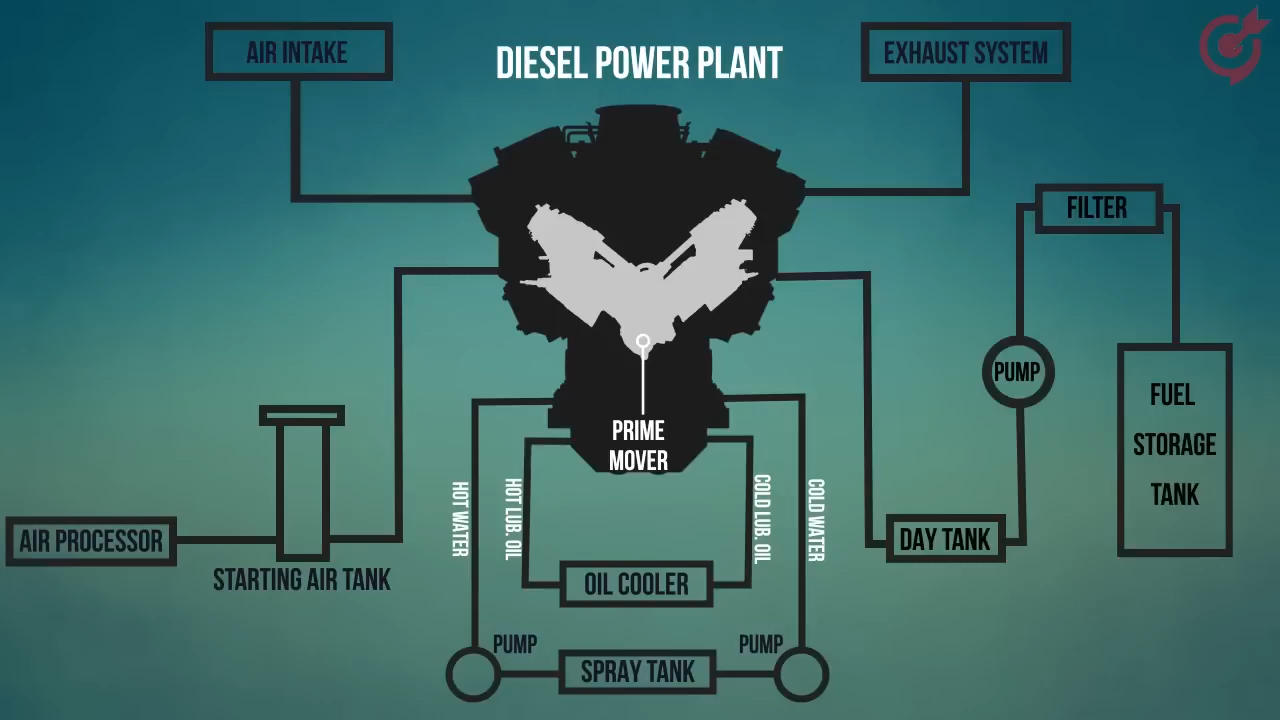 AIR INTAKE
DIESEL POWER PLANT
EXHAUST SYSTEM
FILTER
PUMP
FUEL
STORAGE
TANK
PRIME
MOVER
HOT WATER
HOT LUB. OIL
COLD LUB. OIL
COLD WATER
AIR PROCESSOR
DAY TANK
STARTING AIR TANK
OIL COOLER
PUMP
PUMP
SPRAY TANK